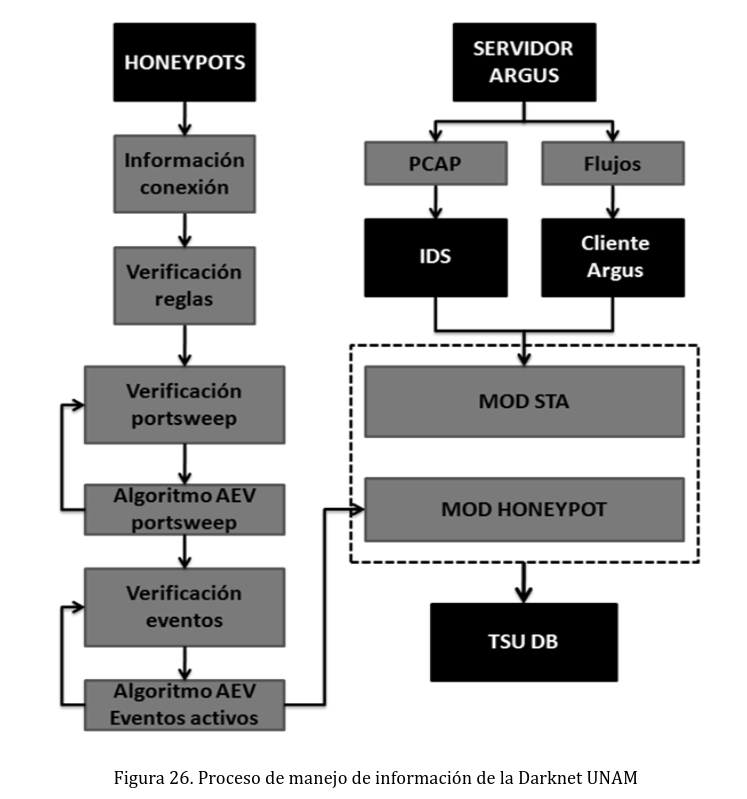 HONEYPOTS
Información
conexión
Verificación
reglas
Verificación
portsweep
Algoritmo AEV
portsweep
Verificación
eventos
Algoritmo AEV
Eventos activos
SERVIDOR
ARGUS
PCAP
Flujos
IDS
Cliente
Argus
MOD STA
MOD HONEYPOT
TSU DB
Figura 26. Proceso de manejo de información de la Darknet UNAM